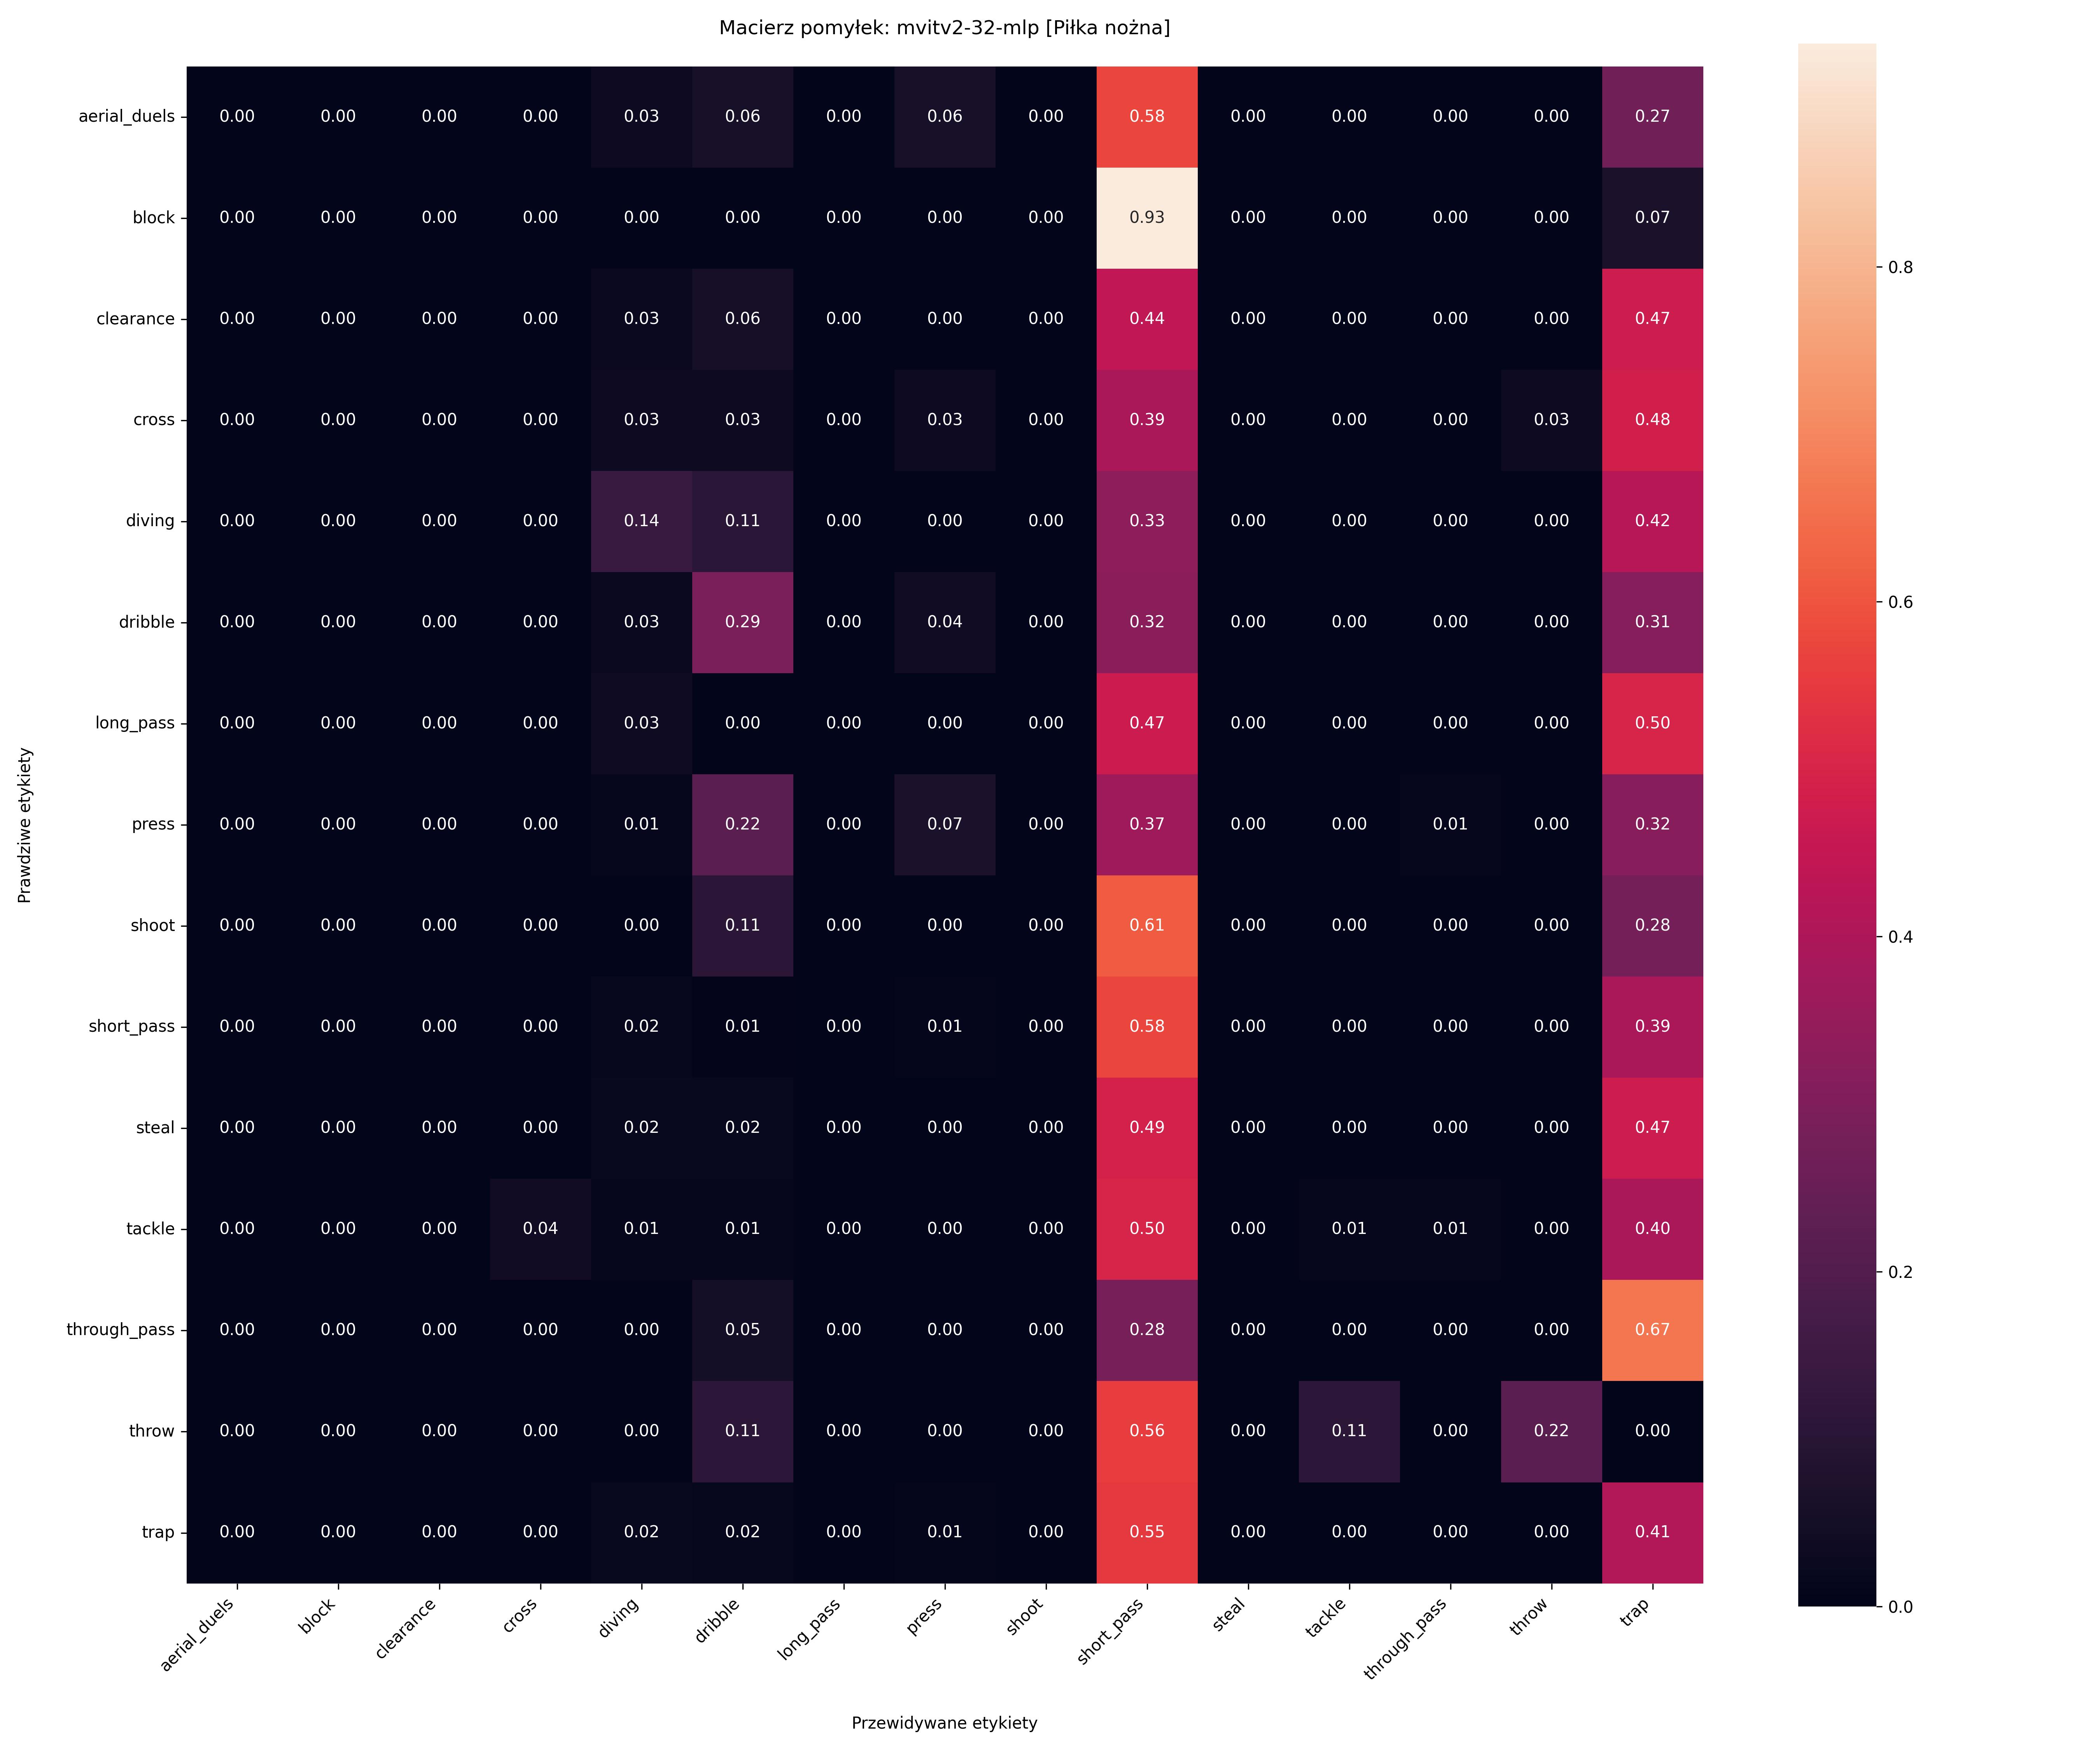 Macierz pomyłek: mvitv2-32-mlp [Piłka nożna]
aerial_duels 0.00 0.00 0.00 0.00 0.03 0.06 0.00 0.06 0.00 0.58 0.00 0.00 0.00 0.00 0.27
block 0.00 0.00 0.00 0.00 0.00 0.00 0.00 0.00 0.00 0.93 0.00 0.00 0.00 0.00 0.07
clearance 0.00 0.00 0.00 0.00 0.03 0.06 0.00 0.00 0.00 0.44 0.00 0.00 0.00 0.00 0.47
cross 0.00 0.00 0.00 0.00 0.03 0.03 0.00 0.03 0.00 0.39 0.00 0.00 0.00 0.03 0.48
diving 0.00 0.00 0.00 0.00 0.14 0.11 0.00 0.00 0.00 0.33 0.00 0.00 0.00 0.00 0.42
dribble 0.00 0.00 0.00 0.00 0.03 0.29 0.00 0.04 0.00 0.32 0.00 0.00 0.00 0.00 0.31
long_pass 0.00 0.00 0.00 0.00 0.03 0.00 0.00 0.00 0.00 0.47 0.00 0.00 0.00 0.00 0.50
press 0.00 0.00 0.00 0.00 0.01 0.22 0.00 0.07 0.00 0.37 0.00 0.00 0.01 0.00 0.32
shoot 0.00 0.00 0.00 0.00 0.00 0.11 0.00 0.00 0.00 0.61 0.00 0.00 0.00 0.00 0.28
short_pass 0.00 0.00 0.00 0.00 0.02 0.01 0.00 0.01 0.00 0.58 0.00 0.00 0.00 0.00 0.39
steal 0.00 0.00 0.00 0.00 0.02 0.02 0.00 0.00 0.00 0.49 0.00 0.00 0.00 0.00 0.47
tackle 0.00 0.00 0.00 0.04 0.01 0.01 0.00 0.00 0.00 0.50 0.00 0.01 0.01 0.00 0.40
through_pass 0.00 0.00 0.00 0.00 0.00 0.05 0.00 0.00 0.00 0.28 0.00 0.00 0.00 0.00 0.67
throw 0.00 0.00 0.00 0.00 0.00 0.11 0.00 0.00 0.00 0.56 0.00 0.11 0.00 0.22 0.00
trap 0.00 0.00 0.00 0.00 0.02 0.02 0.00 0.01 0.00 0.55 0.00 0.00 0.00 0.00 0.41
aerial_duels block clearance cross diving dribble long_pass press shoot short_pass steal tackle through_pass throw trap
Przewidywane etykiety
Prawdziwe etykiety
0.8
0.6
0.4
0.2
0.0